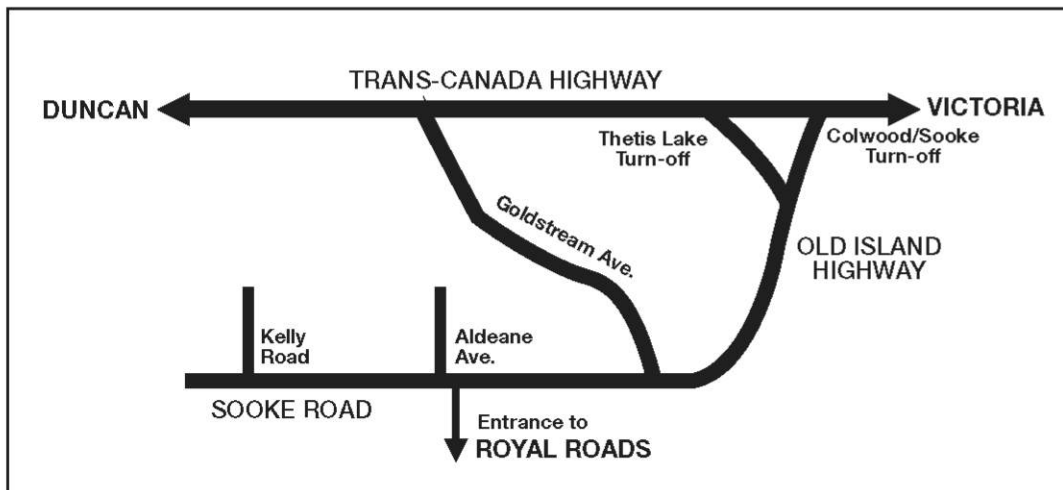 TRANS-CANADA HIGHWAY
DUNCAN
VICTORIA
Thetis Lake
Turn-off
Colwood/Sooke
Turn-off
Goldstream Ave.
OLD ISLAND
HIGHWAY
Kelly
Road
Aldeane
Ave.
SOOKE ROAD
Entrance to
ROYAL ROADS